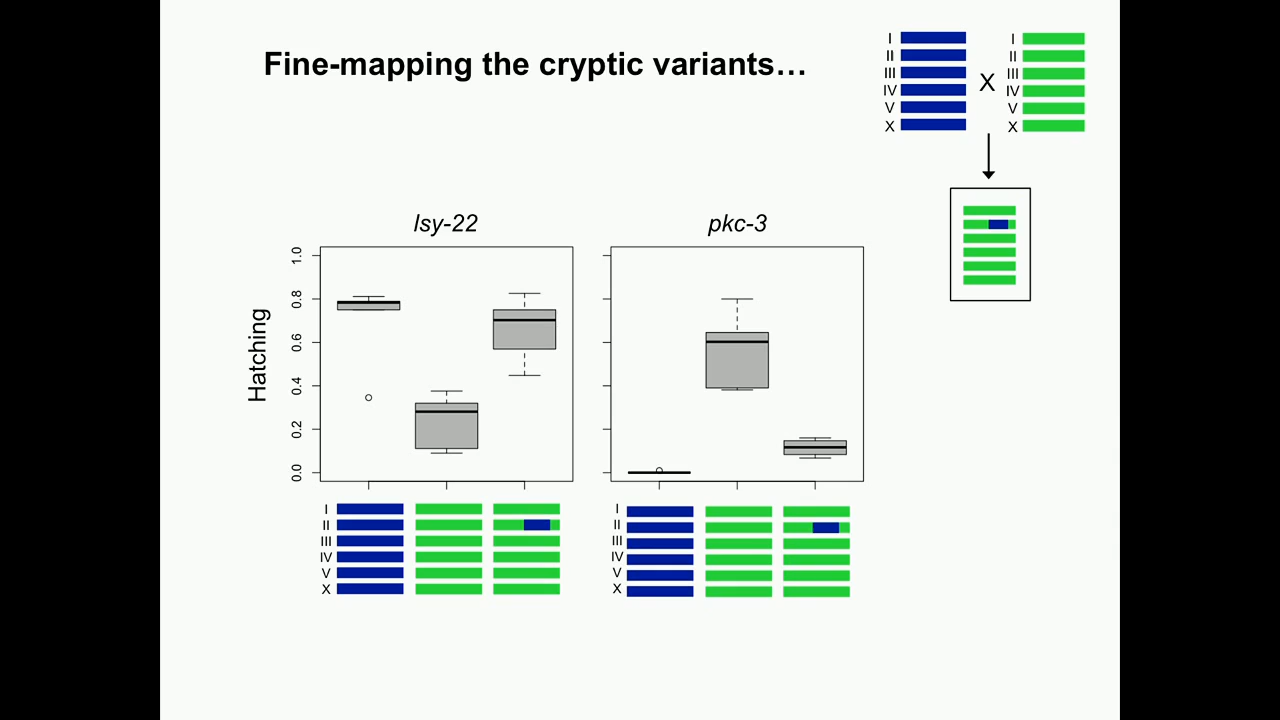 Fine-mapping the cryptic variants…
I
II
III
IV
V
X
X
I
II
III
IV
V
X
lsy-22
pkc-3
Hatching
1.0
0.8
0.6
0.4
0.2
0.0
I
II
III
IV
V
X
I
II
III
IV
V
X